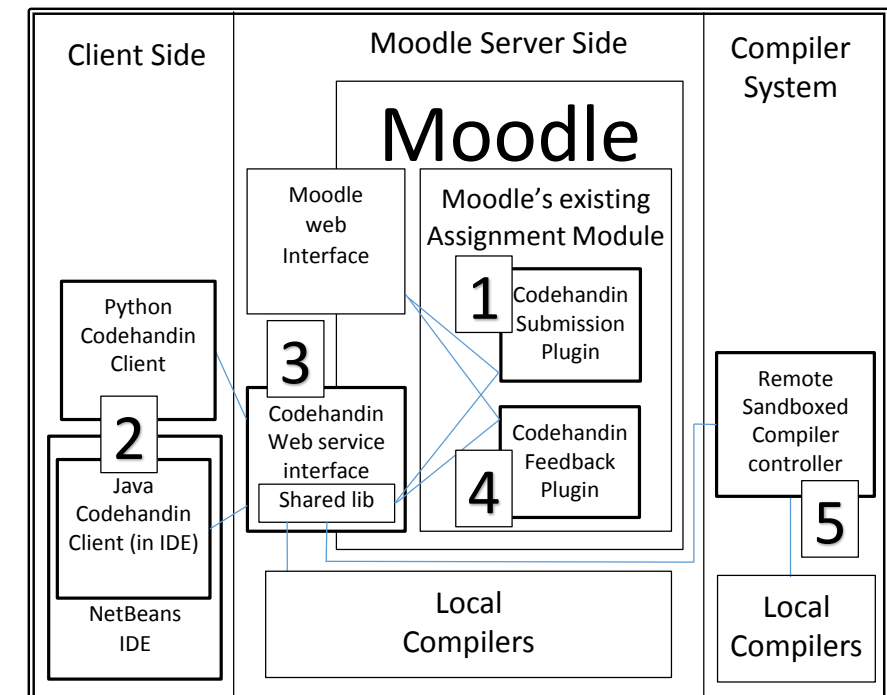 Client Side
Python
Codehandin
Client
2
Java
Codehandin
Client (in IDE)
NetBeans
IDE
Moodle Server Side
Moodle
Moodle
web
Interface
Moodle's existing
Assignment Module
1
Codehandin
Submission
Plugin
3
Codehandin
Web service
interface
Shared lib
4
Codehandin
Feedback
Plugin
Local
Compilers
Compiler
System
Remote
Sandboxed
Compiler
controller
5
Local
Compilers